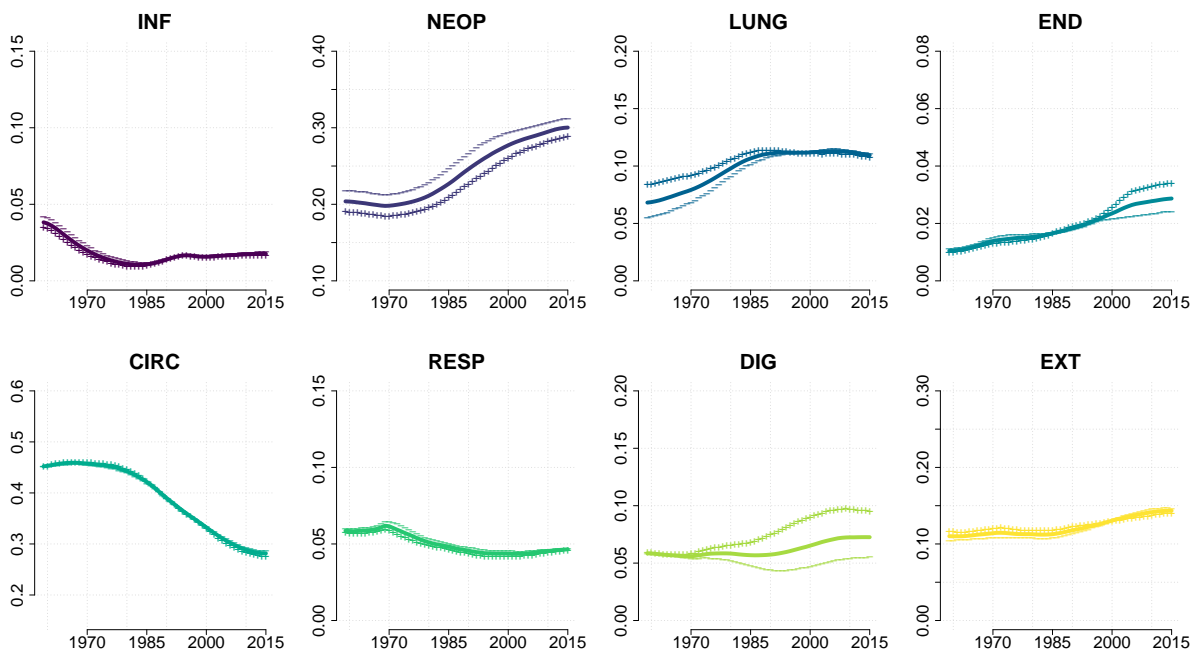 INF
NEOP
LUNG
END
0.00 0.05 0.10 0.15
0.10 0.20 0.30 0.40
0.00 0.05 0.10 0.15 0.20
0.00 0.02 0.04 0.06 0.08
1970 1985 2000 2015
1970 1985 2000 2015
1970 1985 2000 2015
1970 1985 2000 2015
CIRC
RESP
DIG
EXT
0.2 0.3 0.4 0.5 0.6
0.00 0.05 0.10 0.15
0.00 0.05 0.10 0.15 0.20
0.00 0.10 0.20 0.30
1970 1985 2000 2015
1970 1985 2000 2015
1970 1985 2000 2015
1970 1985 2000 2015